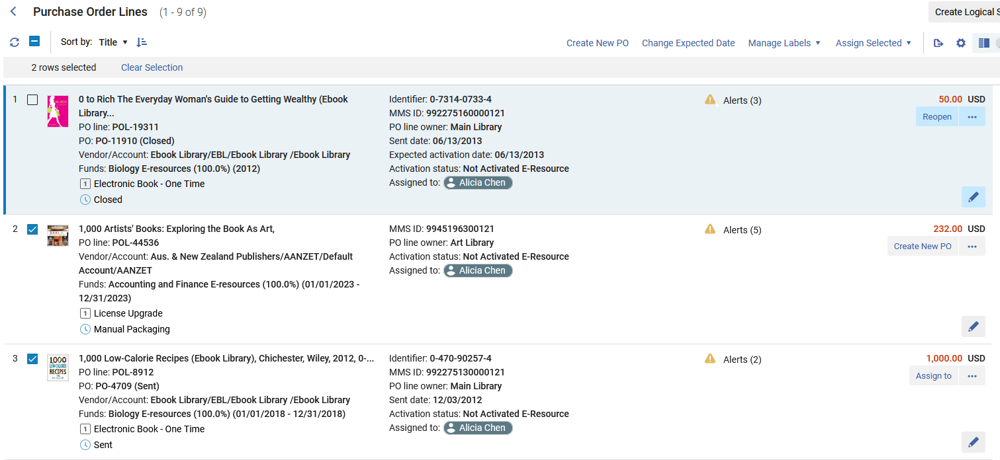 Purchase Order Lines (1 - 9 of 9)
Create Logical S
Sort by: Title
Create New PO Change Expected Date Manage Labels Assign Selected
2 rows selected Clear Selection
1
0 to Rich The Everyday Woman's Guide to Getting Wealthy (Ebook
Library...
PO line: POL-19311
PO: PO-11910 (Closed)
Vendor/Account: Ebook Library/EBL/Ebook Library /Ebook Library
Funds: Biology E-resources (100.0%) (2012)
1 Electronic Book - One Time
Closed
Identifier: 0-7314-0733-4
MMS ID: 992275160000121
PO line owner: Main Library
Sent date: 06/13/2013
Expected activation date: 06/13/2013
Activation status: Not Activated E-Resource
Assigned to: Alicia Chen
Alerts (3)
50.00 USD
Reopen ...
2
1,000 Artists' Books: Exploring the Book As Art,
PO line: POL-44536
Vendor/Account: Aus. & New Zealand Publishers/AANZET/Default
Account/AANZET
Funds: Accounting and Finance E-resources (100.0%) (01/01/2023 -
12/31/2023)
1 License Upgrade
Manual Packaging
MMS ID: 9945196300121
PO line owner: Art Library
Activation status: Not Activated E-Resource
Assigned to: Alicia Chen
Alerts (5)
232.00 USD
Create New PO ...
3
1,000
LOW-CALORIE
RECIPES
1,000 Low-Calorie Recipes (Ebook Library), Chichester, Wiley, 2012, 0-...
PO line: POL-8912
PO: PO-4709 (Sent)
Vendor/Account: Ebook Library/EBL/Ebook Library /Ebook Library
Funds: Biology E-resources (100.0%) (01/01/2018 - 12/31/2018)
1 Electronic Book - One Time
Sent
Identifier: 0-470-90257-4
MMS ID: 992275130000121
PO line owner: Main Library
Sent date: 12/03/2012
Activation status: Not Activated E-Resource
Assigned to: Alicia Chen
Alerts (2)
1,000.00 USD
Assign to ...